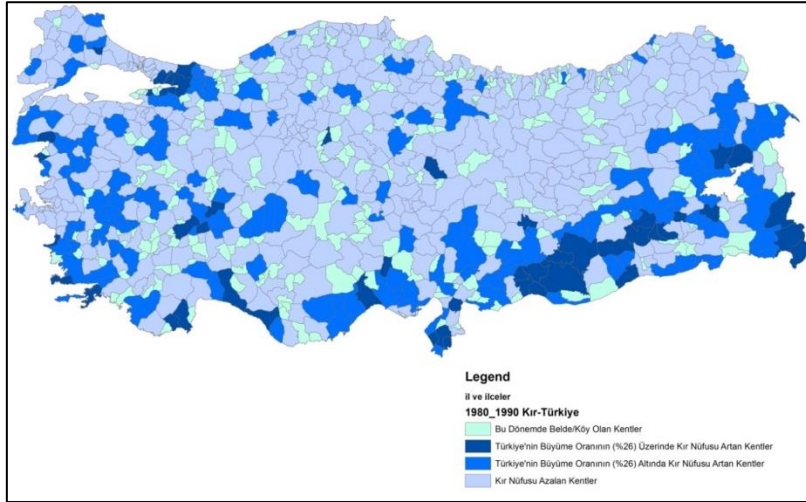 Legend
il ve ilceler
1980_1990 Kır-Türkiye
Bu Dönemde Belde/Köy Olan Kentler
Türkiye'nin Büyüme Oranının (%26) Üzerinde Kır Nüfusu Artan Kentler
Türkiye'nin Büyüme Oranının (%26) Altında Kır Nüfusu Artan Kentler
Kır Nüfusu Azalan Kentler